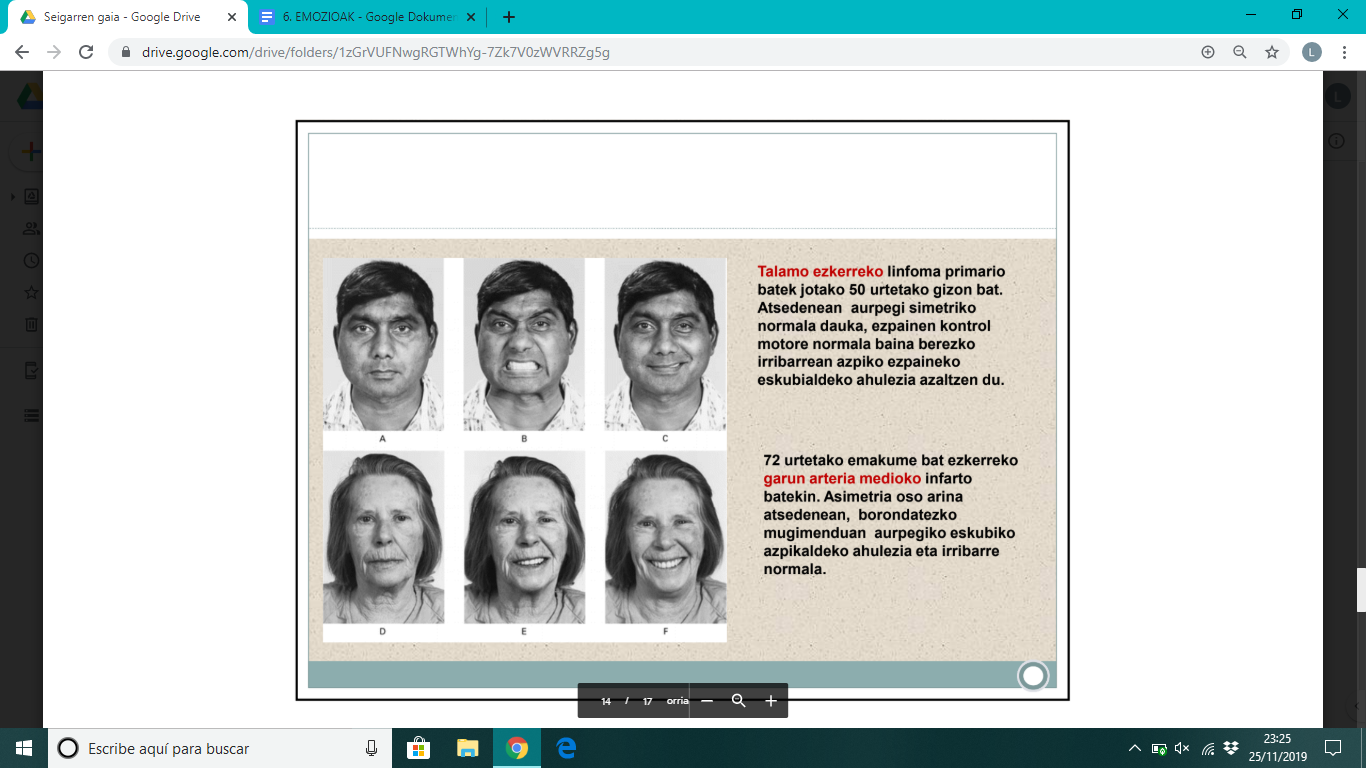 Seigarren gaia - Google Drive
6. EMOZIOAK - Google Dokumen
drive.google.com/drive/folders/1zGrVUFNwgRGTWhYg-7Zk7V0zWVRRZg5g
L
L
Talamo ezkerreko linfoma primario
batek jotako 50 urtetako gizon bat.
Atsedenean aurpegi simetriko
normala dauka, ezpainen kontrol
motore normala baina berezko
irribarrean azpiko ezpaineko
eskubialdeko ahulezia azaltzen du.
A B C
72 urtetako emakume bat ezkerreko
garun arteria medioko infarto
batekin. Asimetria oso arina
atsedenean, borondatezko
mugimenduan aurpegiko eskubiko
azpikaldeko ahulezia eta irribarre
normala.
D E F
14 / 17 orria
Escribe aquí para buscar
23:25
25/11/2019